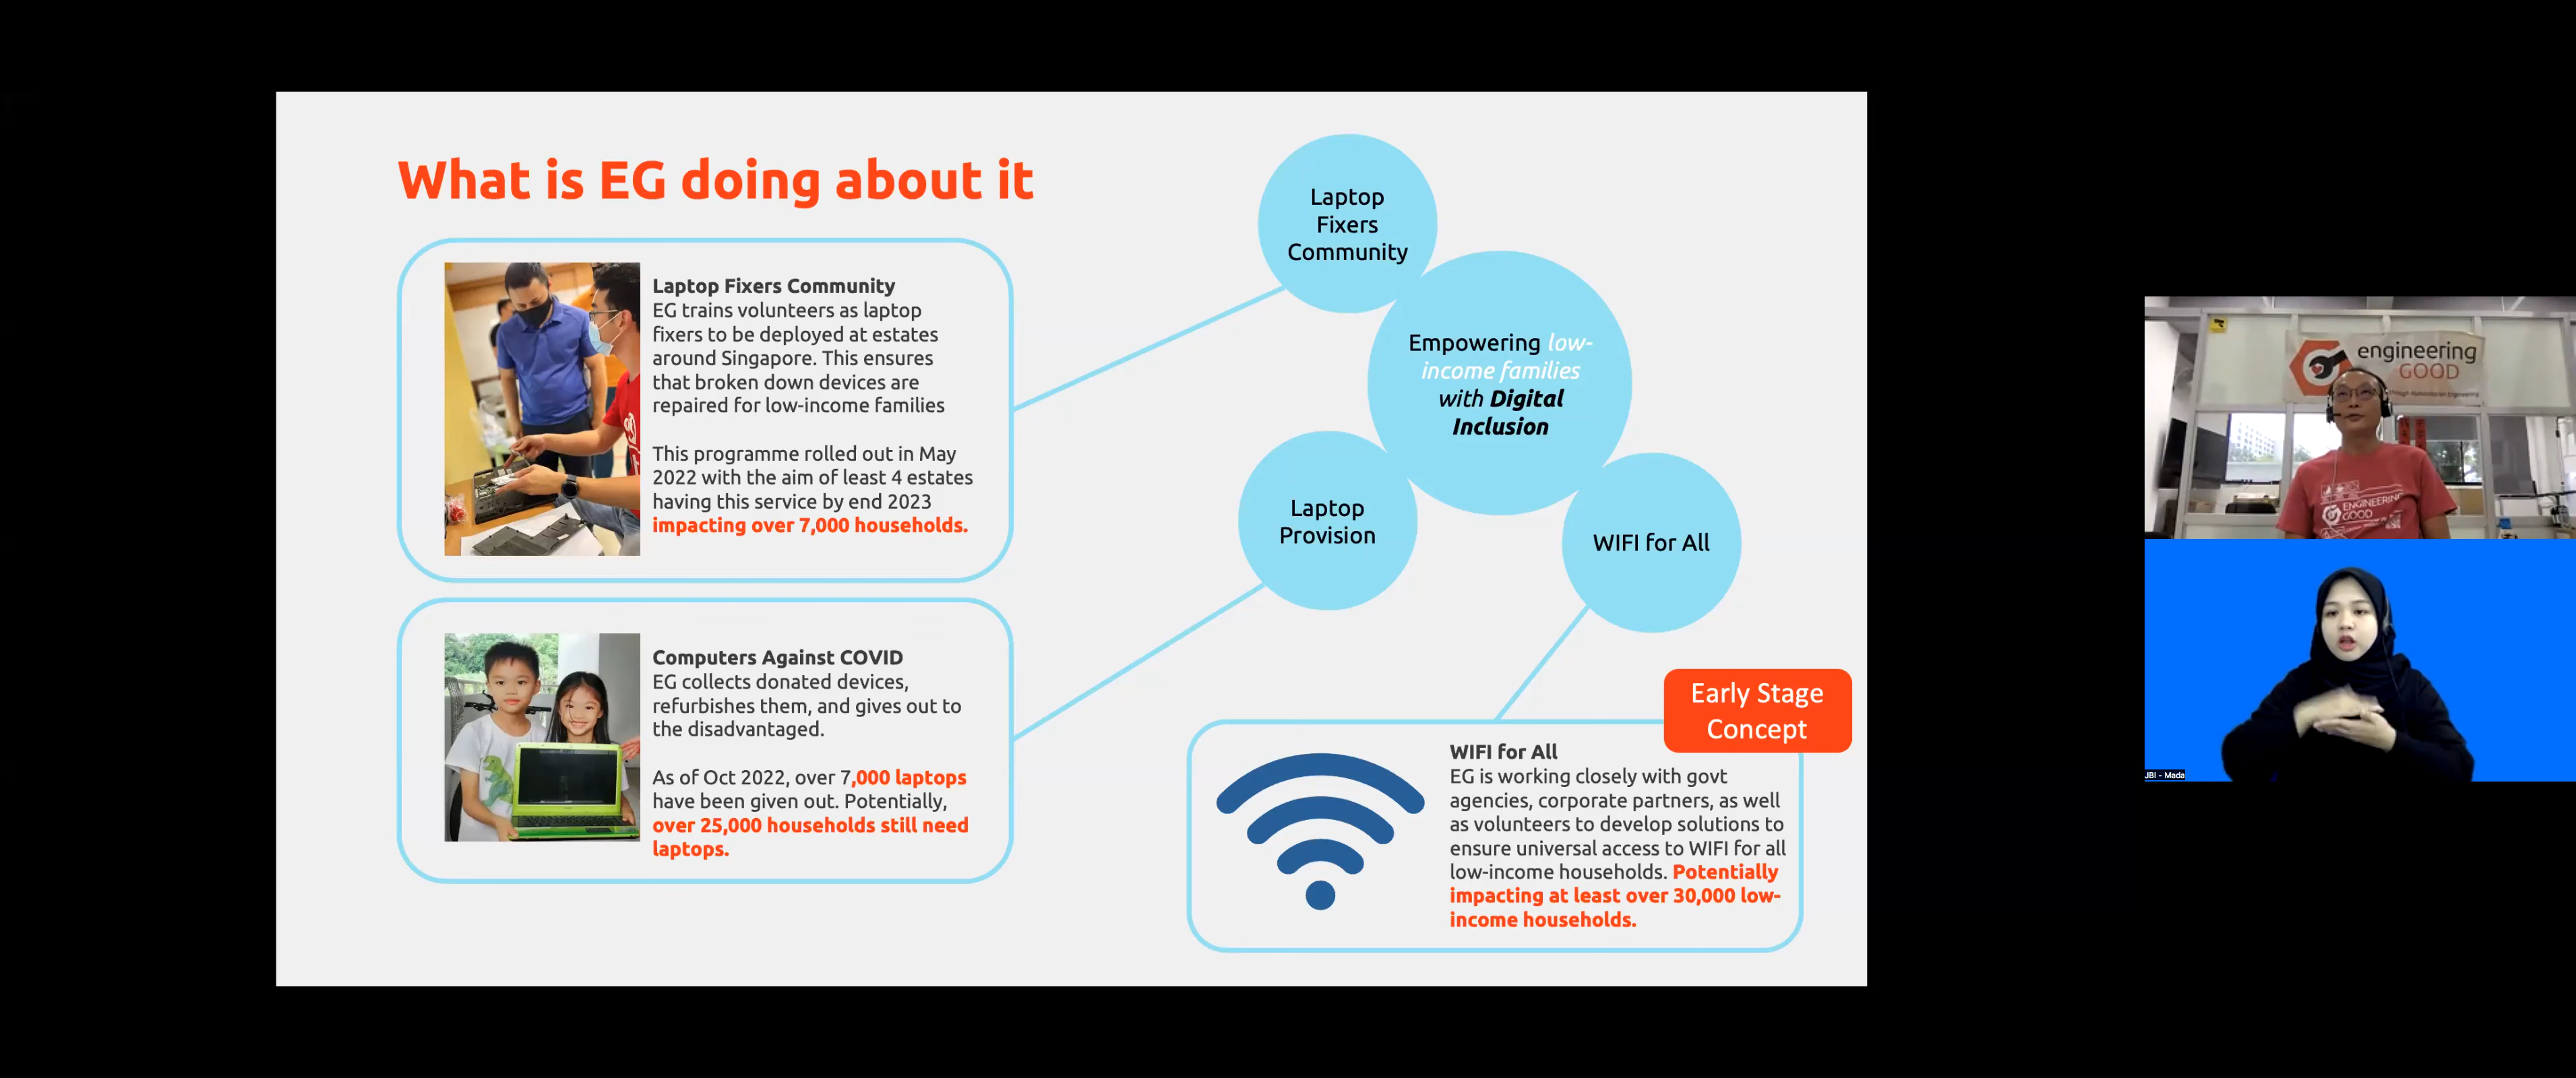 What is EG doing about it
Laptop Fixers Community
EG trains volunteers as laptop
fixers to be deployed at estates
around Singapore. This ensures
that broken down devices are
repaired for low-income families
This programme rolled out in May
2022 with the aim of least 4 estates
having this service by end 2023
impacting over 7,000 households.
Computers Against COVID
EG collects donated devices,
refurbishes them, and gives out to
the disadvantaged.
As of Oct 2022, over 7,000 laptops
have been given out. Potentially,
over 25,000 households still need
laptops.
Laptop
Fixers
Community
Empowering low-
income families
with Digital
Inclusion
Laptop
Provision
WIFI for All
Early Stage
Concept
WIFI for All
EG is working closely with govt
agencies, corporate partners, as well
as volunteers to develop solutions to
ensure universal access to WIFI for all
low-income households. Potentially
impacting at least over 30,000 low-
income households.
engineering
GOOD
through Humanitarian Engineering
ENGINEERING
GOOD
JBI - Mada